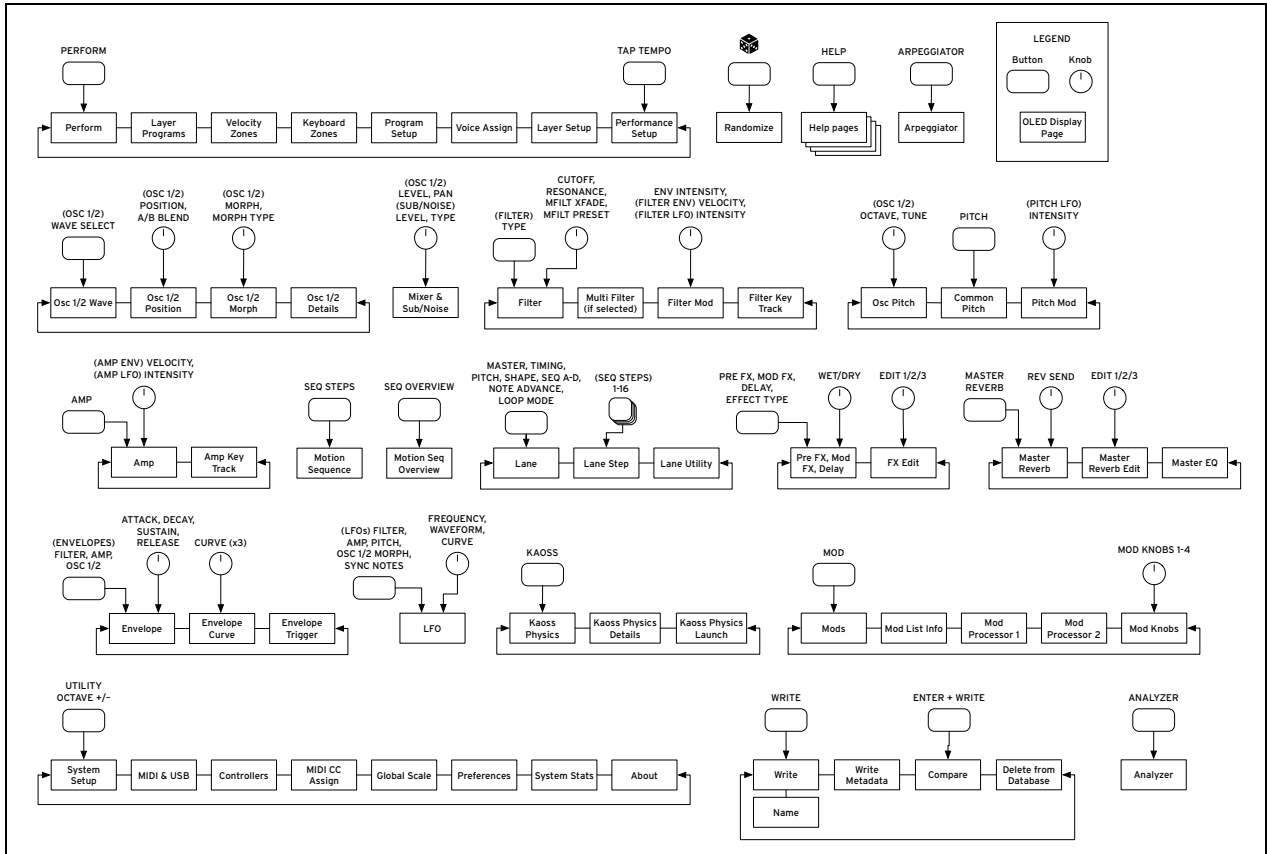 PERFORM
TAP TEMPO
HELP
ARPEGGIATOR
LEGEND
Button
Knob
OLED Display
Page
Perform
Layer
Programs
Velocity
Zones
Keyboard
Zones
Program
Setup
Voice Assign
Layer Setup
Performance
Setup
Randomize
Help pages
Arpeggiator
(OSC 1/2)
WAVE SELECT
(OSC 1/2)
POSITION,
A/B BLEND
(OSC 1/2)
MORPH,
MORPH TYPE
(OSC 1/2)
LEVEL, PAN
(SUB/NOISE)
LEVEL, TYPE
(FILTER)
TYPE
CUTOFF,
RESONANCE,
MFILT XFADE,
MFILT PRESET
ENV INTENSITY,
(FILTER ENV) VELOCITY,
(FILTER LFO) INTENSITY
(OSC 1/2)
OCTAVE, TUNE
PITCH
(PITCH LFO)
INTENSITY
Osc 1/2 Wave
Osc 1/2
Position
Osc 1/2
Morph
Osc 1/2
Details
Mixer &
Sub/Noise
Filter
Multi Filter
(if selected)
Filter Mod
Filter Key
Track
Osc Pitch
Common
Pitch
Pitch Mod
AMP
(AMP ENV) VELOCITY,
(AMP LFO) INTENSITY
SEQ STEPS
SEQ OVERVIEW
MASTER, TIMING,
PITCH, SHAPE, SEQ A-D,
NOTE ADVANCE,
LOOP MODE
(SEQ STEPS)
1-16
PRE FX, MOD FX,
DELAY,
EFFECT TYPE
WET/DRY
EDIT 1/2/3
MASTER
REVERB
REV SEND
EDIT 1/2/3
Amp
Amp Key
Track
Motion
Sequence
Motion Seq
Overview
Lane
Lane Step
Lane Utility
Pre FX, Mod
FX, Delay
FX Edit
Master
Reverb
Master
Reverb Edit
Master EQ
(ENVELOPES)
FILTER, AMP,
OSC 1/2
ATTACK, DECAY,
SUSTAIN,
RELEASE
CURVE (x3)
(LFOs) FILTER,
AMP, PITCH,
OSC 1/2 MORPH,
SYNC NOTES
FREQUENCY,
WAVEFORM,
CURVE
KAOSS
MOD
MOD KNOBS 1-4
Envelope
Envelope
Curve
Envelope
Trigger
LFO
Kaoss
Physics
Kaoss Physics
Details
Kaoss Physics
Launch
Mods
Mod List Info
Mod
Processor 1
Mod
Processor 2
Mod Knobs
UTILITY
OCTAVE +/–
WRITE
ENTER + WRITE
ANALYZER
System
Setup
MIDI & USB
Controllers
MIDI CC
Assign
Global Scale
Preferences
System Stats
About
Write
Name
Write
Metadata
Compare
Delete from
Database
Analyzer